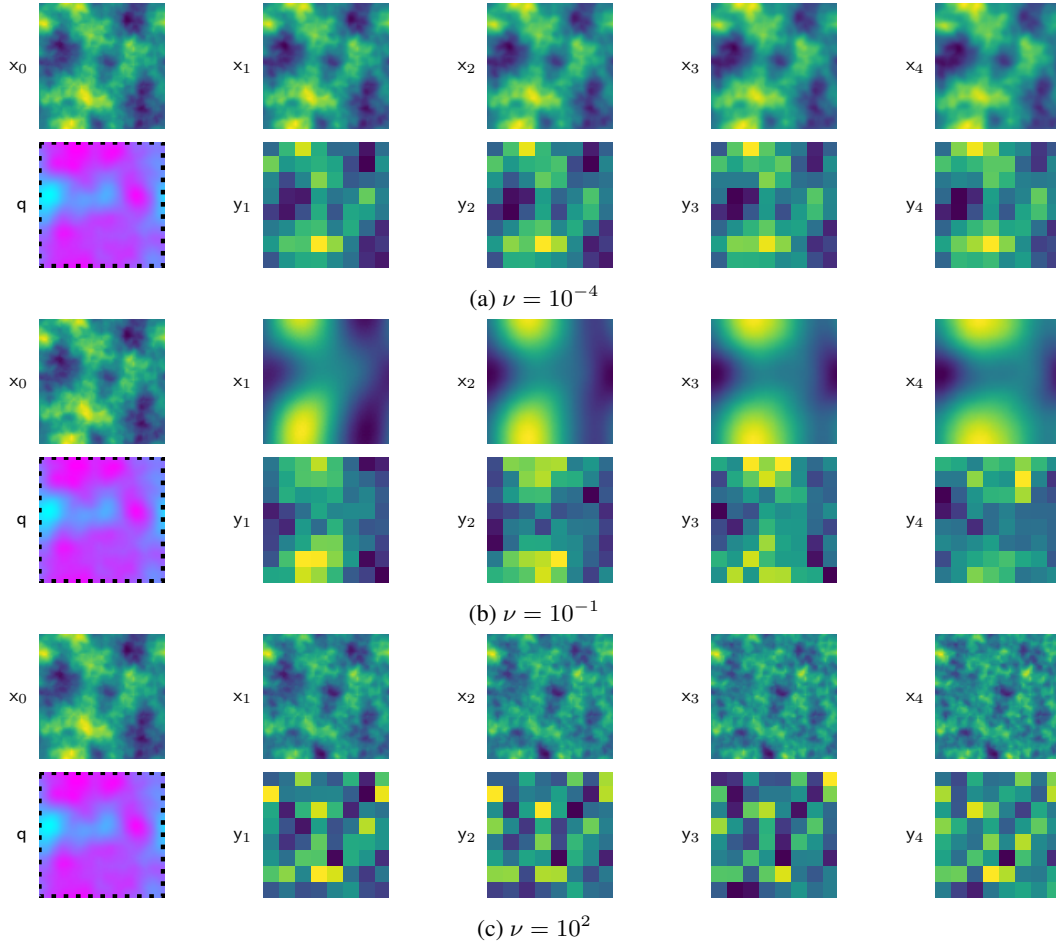 x₀ x₁ x₂ x₃ x₄
q y₁ y₂ y₃ y₄
(a) ν = 10⁻⁴
x₀ x₁ x₂ x₃ x₄
q y₁ y₂ y₃ y₄
(b) ν = 10⁻¹
x₀ x₁ x₂ x₃ x₄
q y₁ y₂ y₃ y₄
(c) ν = 10²